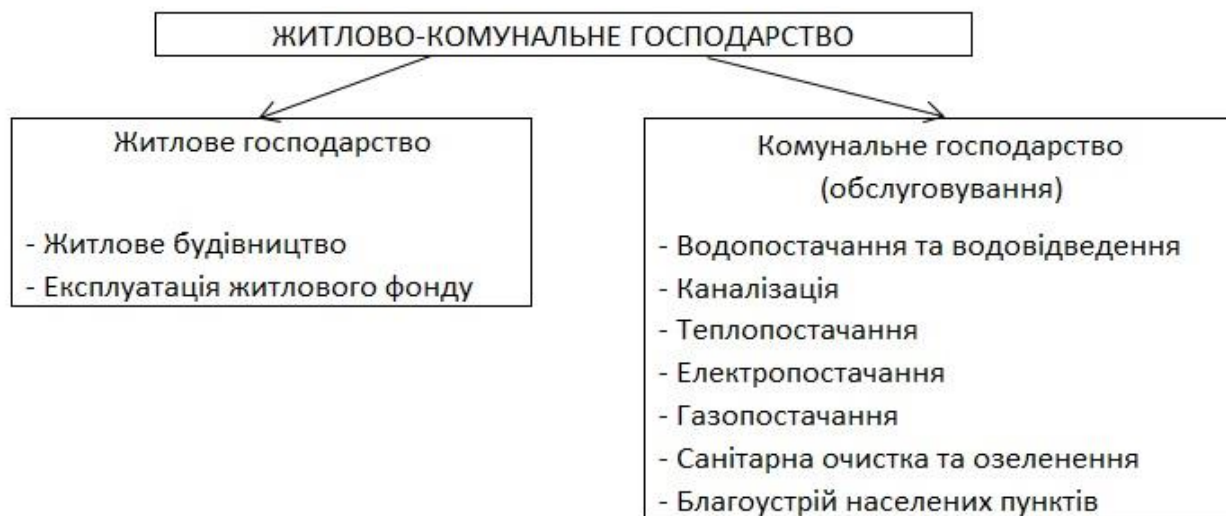 ЖИТЛОВО-КОМУНАЛЬНЕ ГОСПОДАРСТВО
Житлове господарство
- Житлове будівництво
- Експлуатація житлового фонду
Комунальне господарство
(обслуговування)
- Водопостачання та водовідведення
- Каналізація
- Теплопостачання
- Електропостачання
- Газопостачання
- Санітарна очистка та озеленення
- Благоустрій населених пунктів